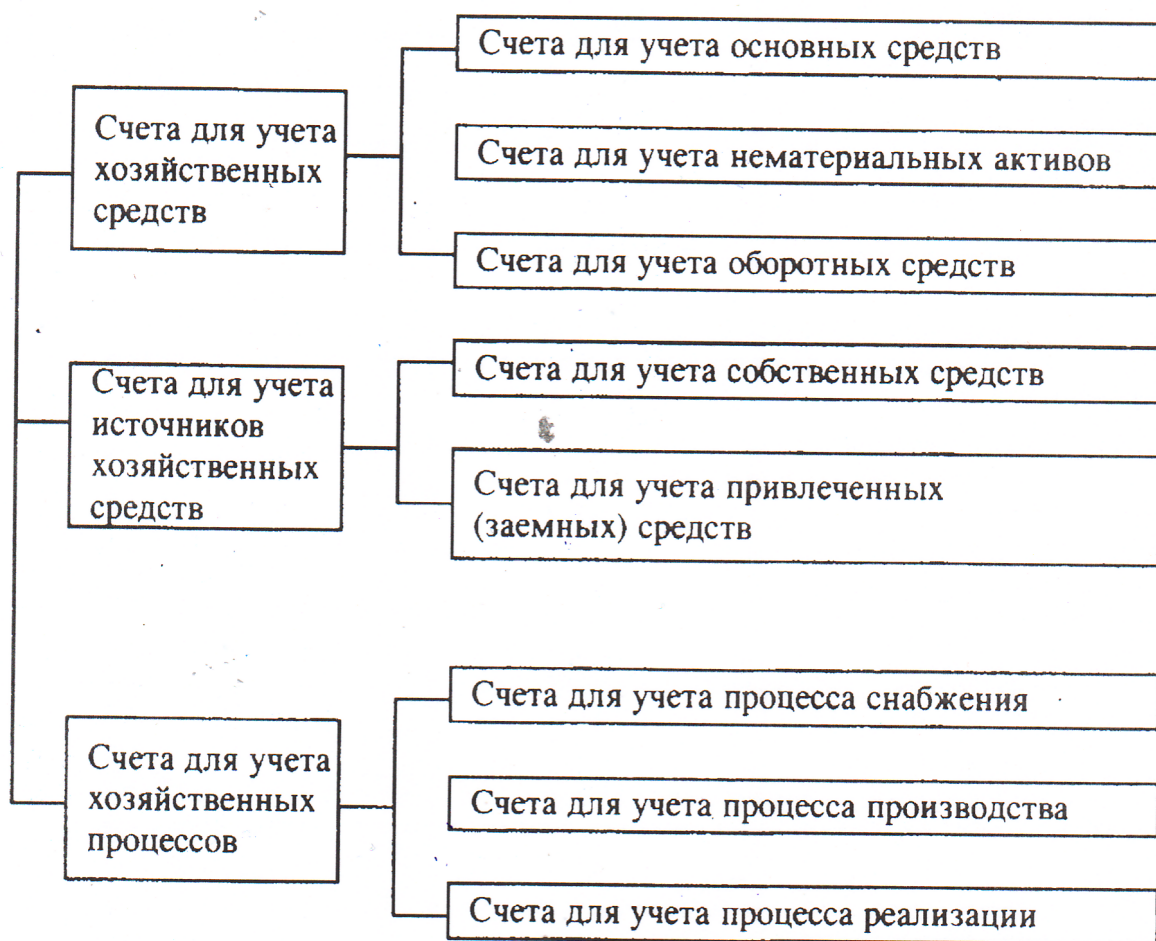 Счета для учета
хозяйственных
средств
Счета для учета основных средств
Счета для учета нематериальных активов
Счета для учета оборотных средств
Счета для учета
источников
хозяйственных
средств
Счета для учета собственных средств
Счета для учета привлеченных
(заемных) средств
Счета для учета
хозяйственных
процессов
Счета для учета процесса снабжения
Счета для учета процесса производства
Счета для учета процесса реализации